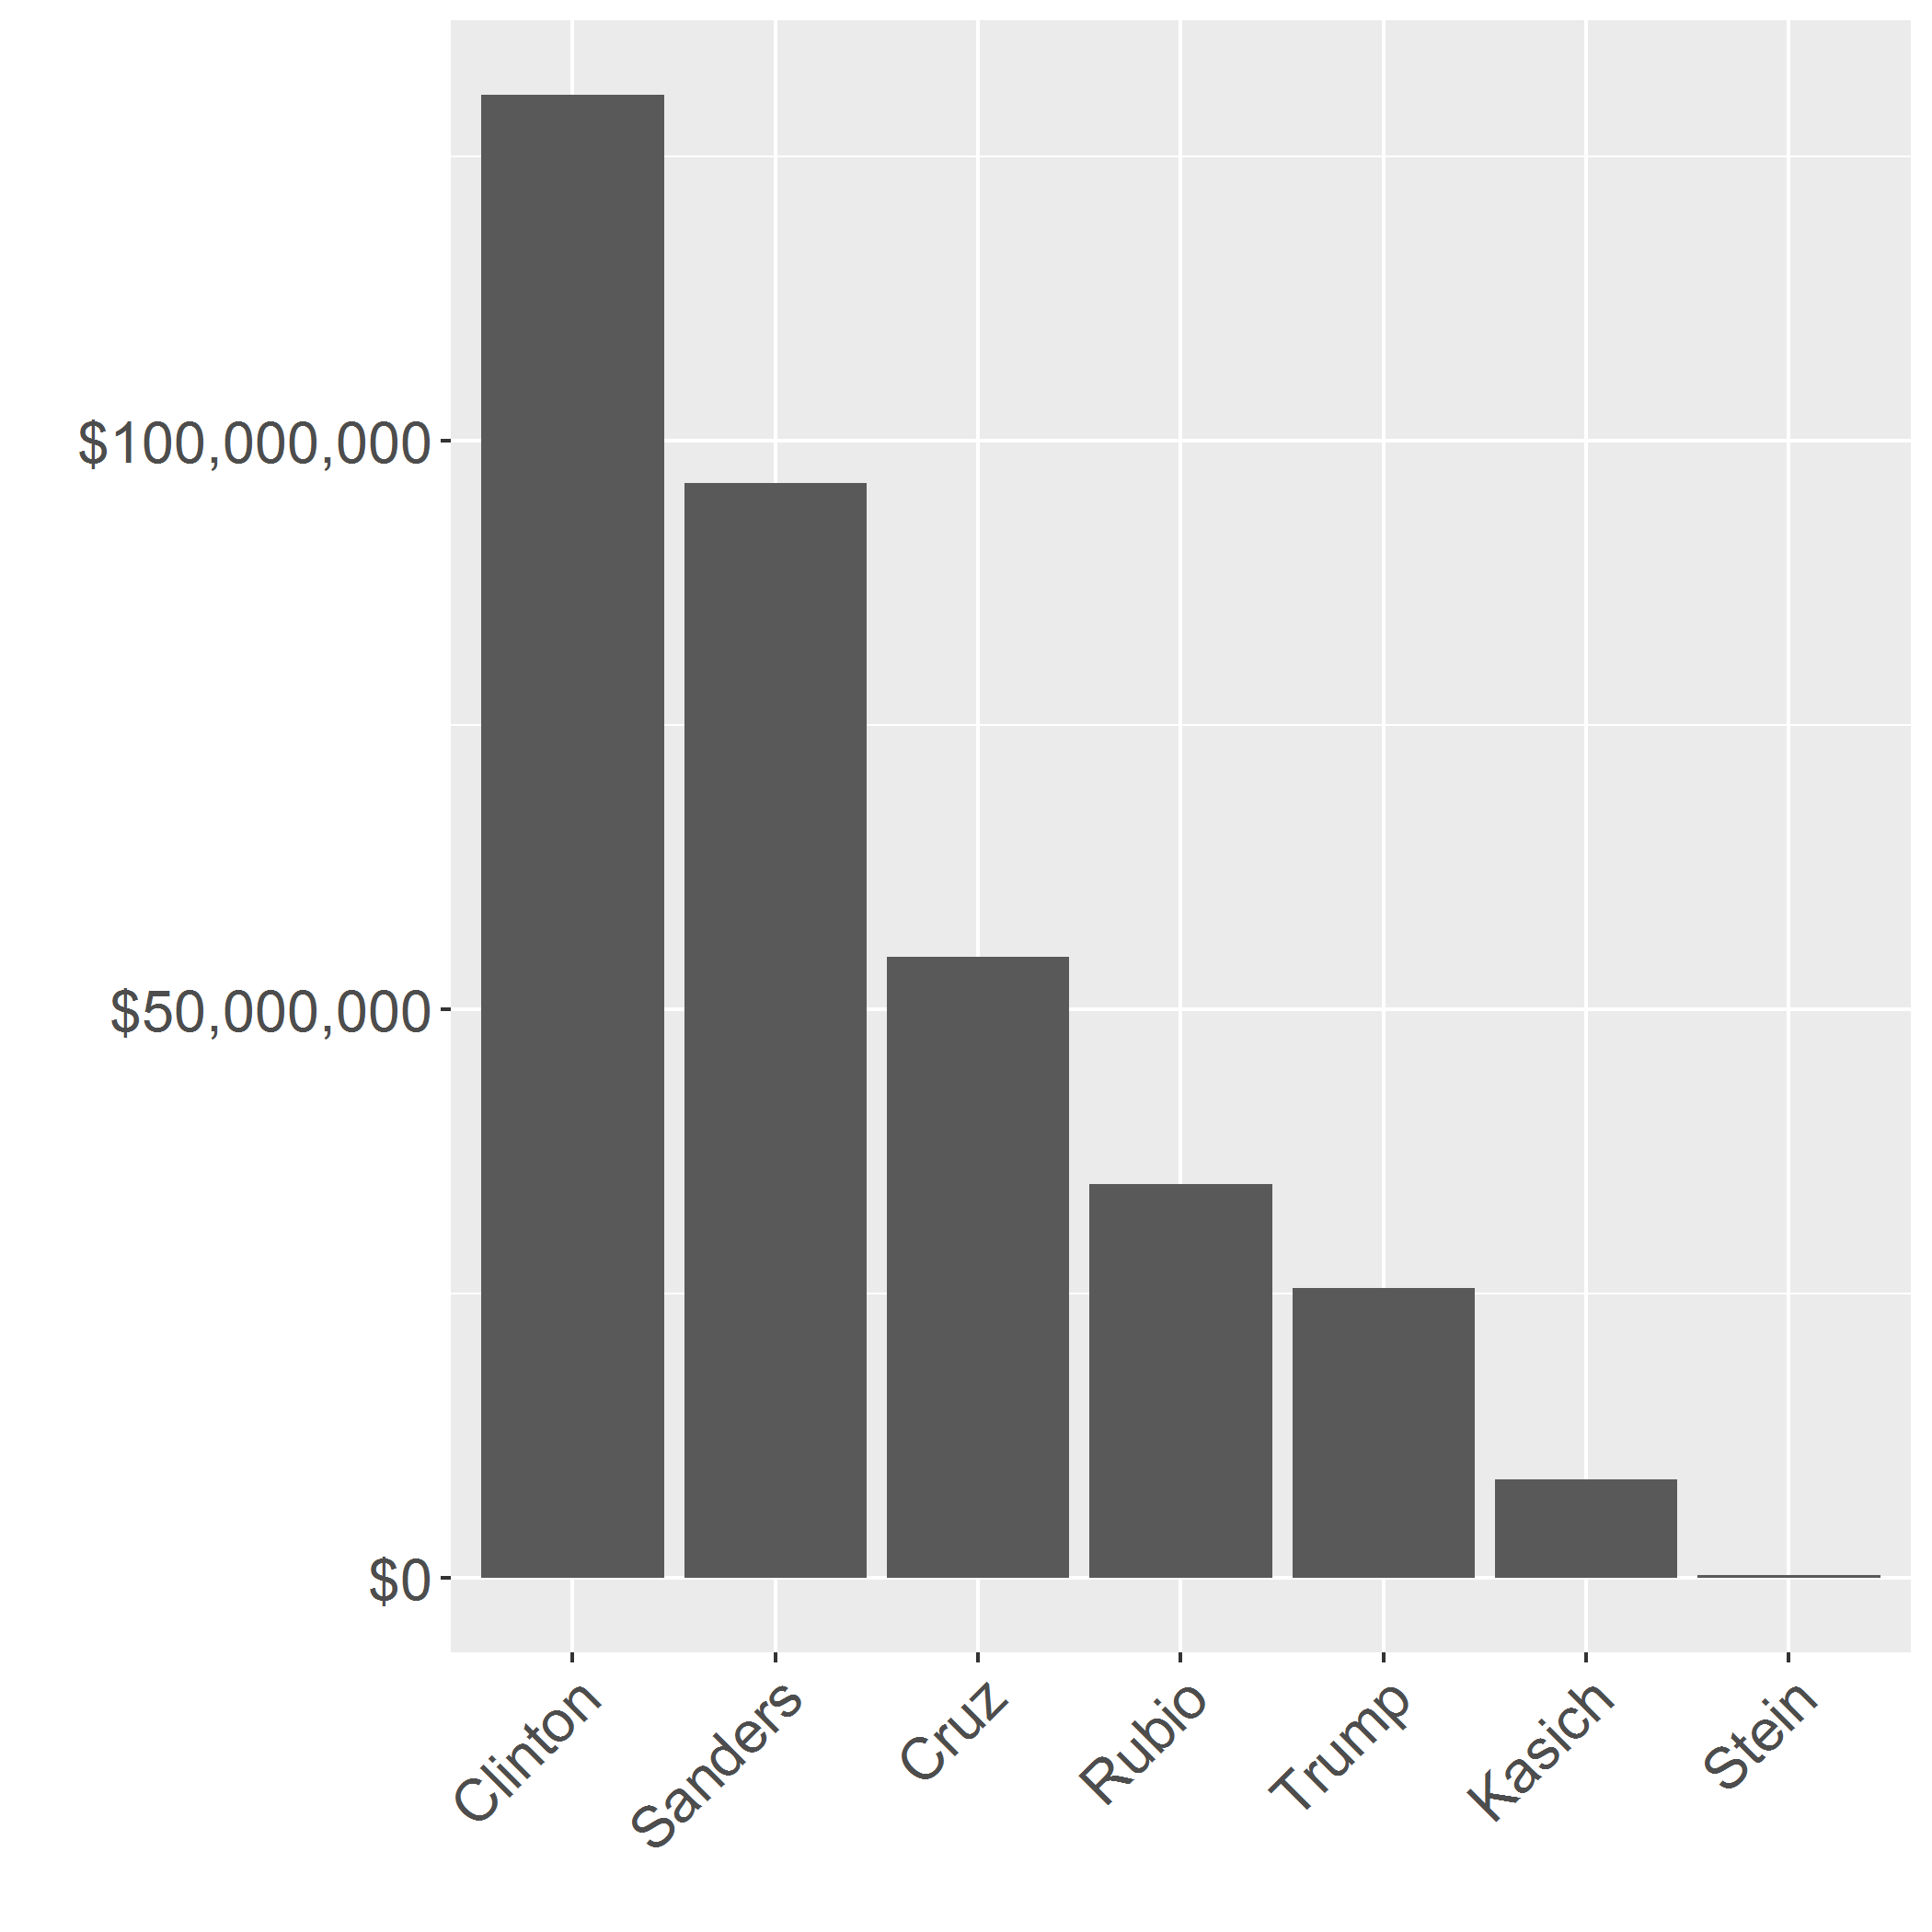 $100,000,000
$50,000,000
$0
Clinton
Sanders
Cruz
Rubio
Trump
Kasich
Stein